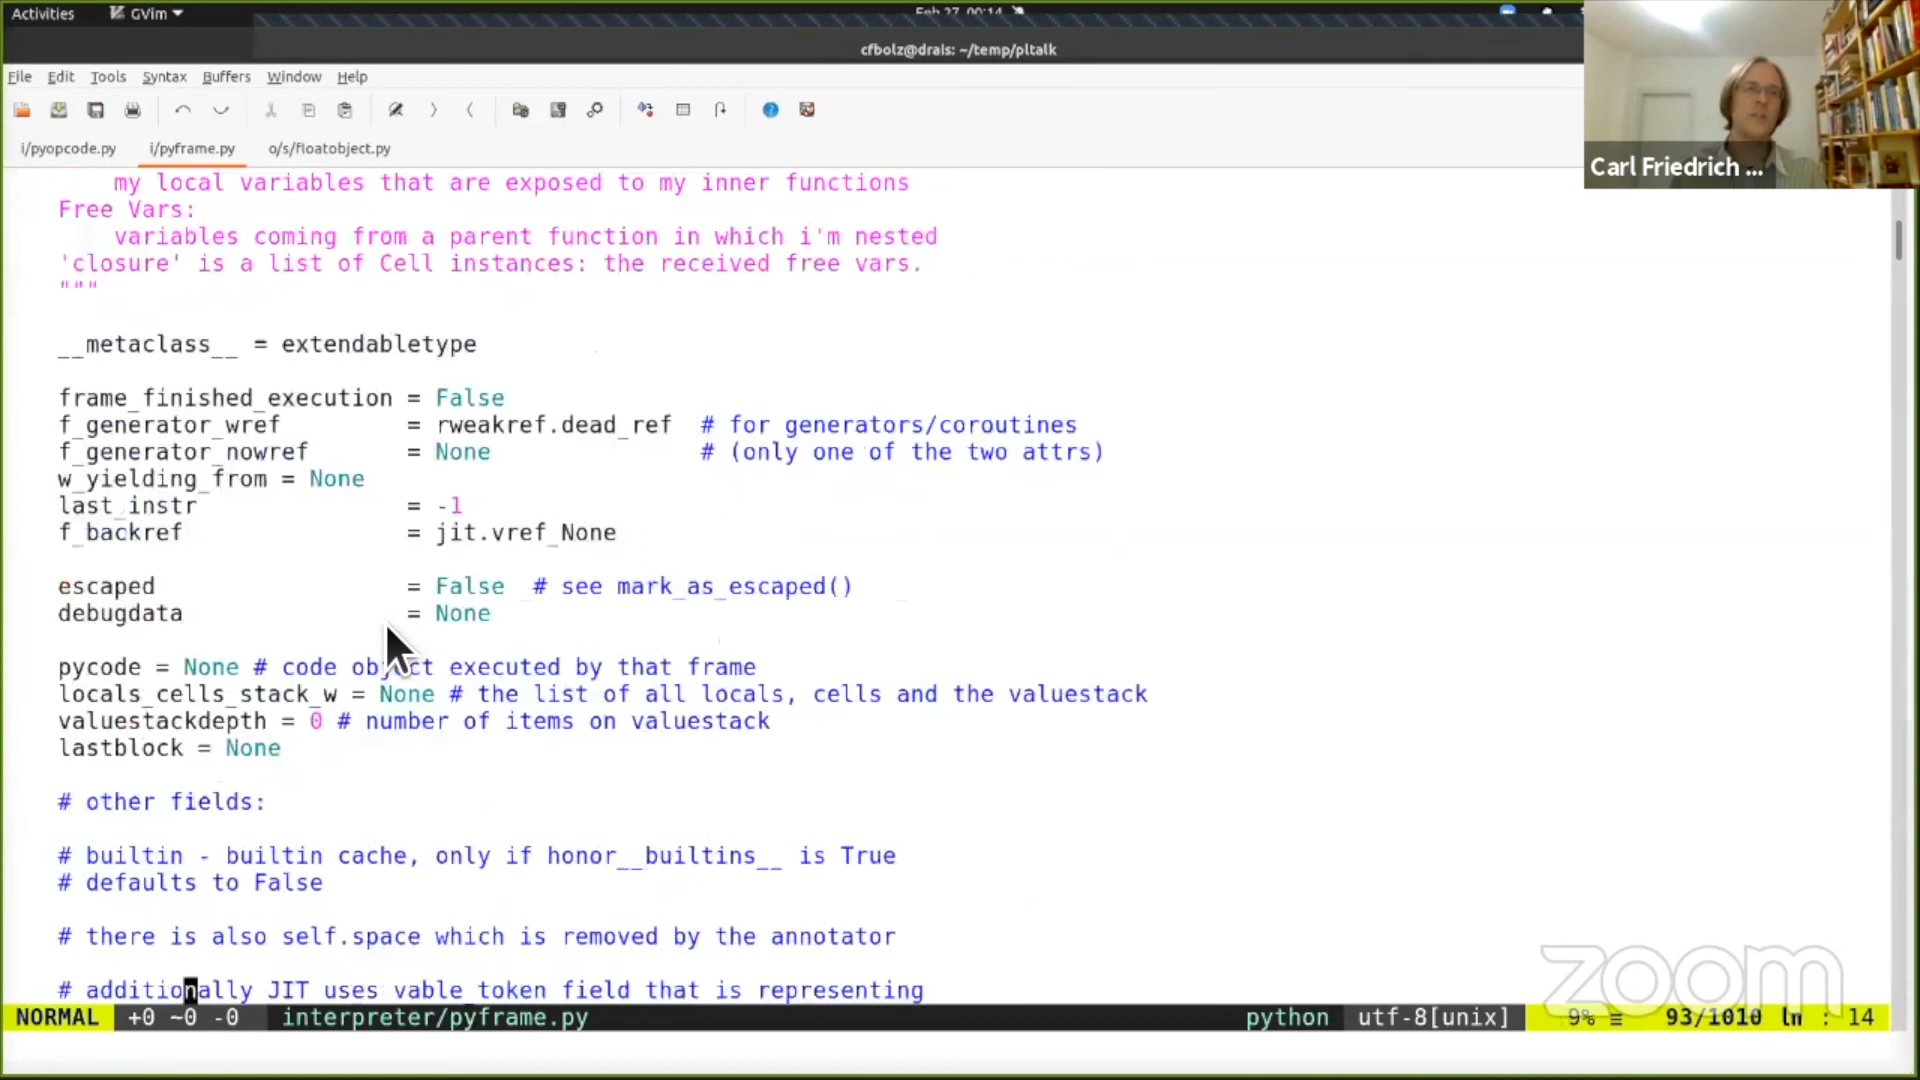 Activities GVim
Feb 27 00:14
cfbolz@drais: ~/temp/pltalk
File Edit Tools Syntax Buffers Window Help
i/pyopcode.py i/pyframe.py o/s/floatobject.py
Carl Friedrich ...
my local variables that are exposed to my inner functions
Free Vars:
variables coming from a parent function in which i'm nested
'closure' is a list of Cell instances: the received free vars.
"""
__metaclass__ = extendabletype
frame_finished_execution = False
f_generator_wref = rweakref.dead_ref # for generators/coroutines
f_generator_nowref = None # (only one of the two attrs)
w_yielding_from = None
last_instr = -1
f_backref = jit.vref_None
escaped = False # see mark_as_escaped()
debugdata = None
pycode = None # code object executed by that frame
locals_cells_stack_w = None # the list of all locals, cells and the valuestack
valuestackdepth = 0 # number of items on valuestack
lastblock = None
# other fields:
# builtin - builtin cache, only if honor__builtins__ is True
# defaults to False
# there is also self.space which is removed by the annotator
# additionally JIT uses vable_token field that is representing
zoom
NORMAL +0 ~0 -0 interpreter/pyframe.py python utf-8[unix] 9% ≡ 93/1010 ln : 14